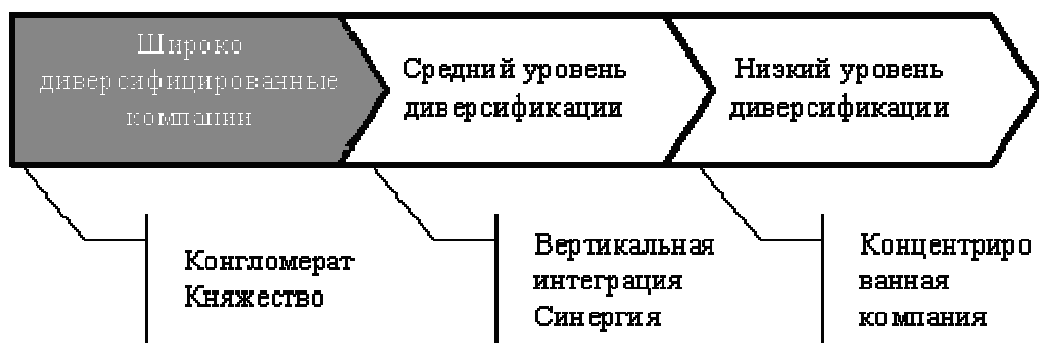 Широко
диверсифицированные
компании
Средний уровень
диверсификации
Низкий уровень
диверсификации
Конгломерат
Княжество
Вертикальная
интеграция
Синергия
Концентриро
ванная
компания